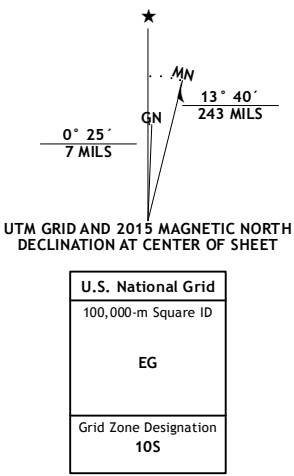 MN
GN
13° 40´
243 MILS
0° 25´
7 MILS
UTM GRID AND 2015 MAGNETIC NORTH
DECLINATION AT CENTER OF SHEET
U.S. National Grid
100,000-m Square ID
EG
Grid Zone Designation
10S